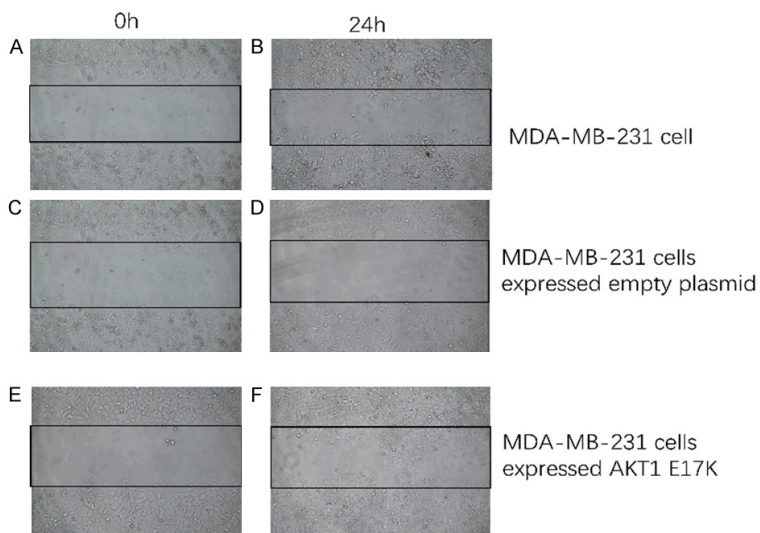 0h
24h
A
B
MDA-MB-231 cell
C
D
MDA-MB-231 cells
expressed empty plasmid
E
F
MDA-MB-231 cells
expressed AKT1 E17K